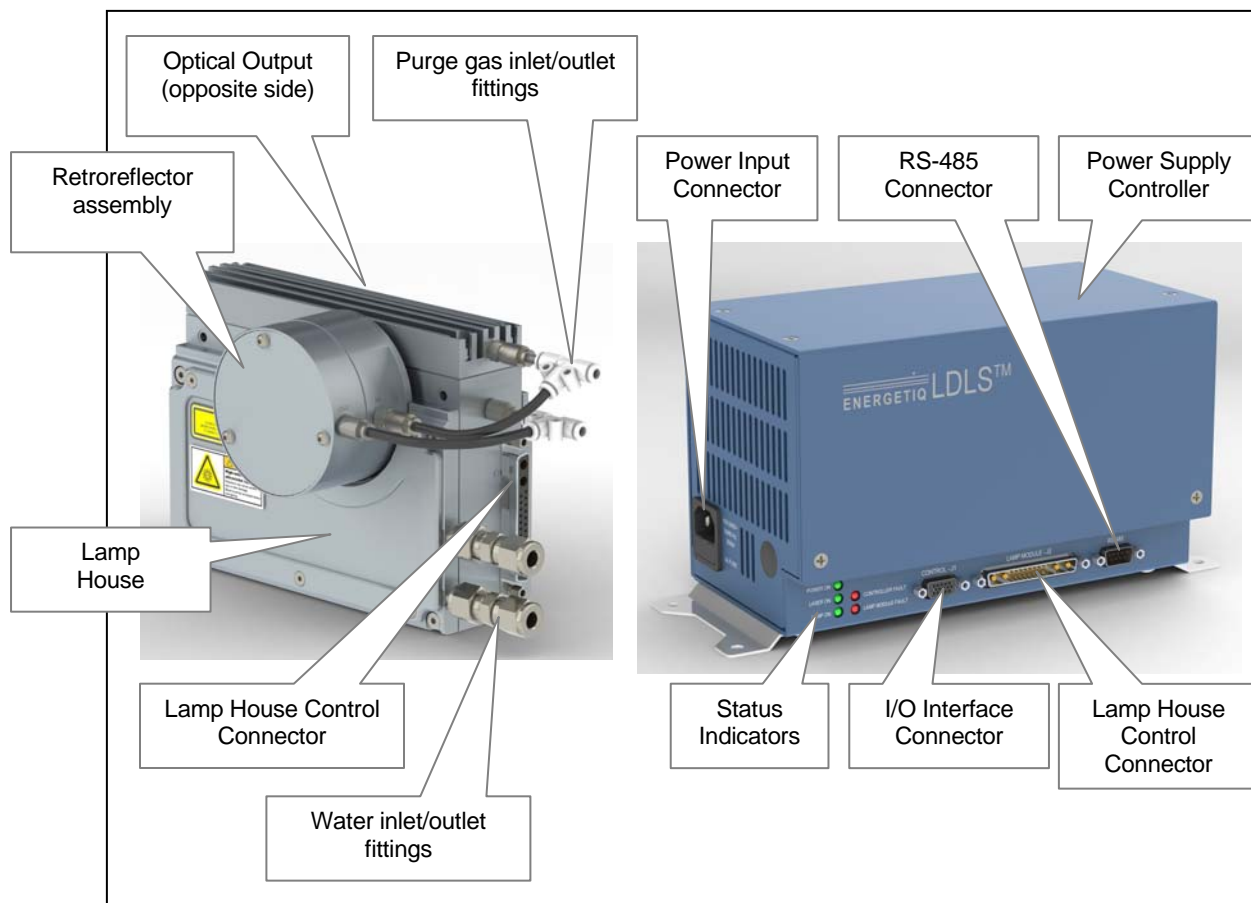 Optical Output
(opposite side)
Purge gas inlet/outlet
fittings
Retroreflector
assembly
Power Input
Connector
RS-485
Connector
Power Supply
Controller
ENERGETIQ LDLS™
Lamp
House
POWER ON
LASER ON
CONTROLLER FAULT
LAMP MODULE FAULT
CONTROL - J1
LAMP MODULE - J2
Lamp House Control
Connector
Status
Indicators
I/O Interface
Connector
Lamp House
Control
Connector
Water inlet/outlet
fittings